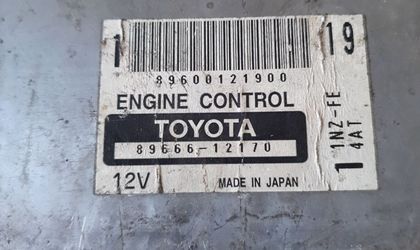 1 19
89600121900
ENGINE CONTROL
TOYOTA
89666-12170
12V MADE IN JAPAN
1NZ-FE
4AT
1